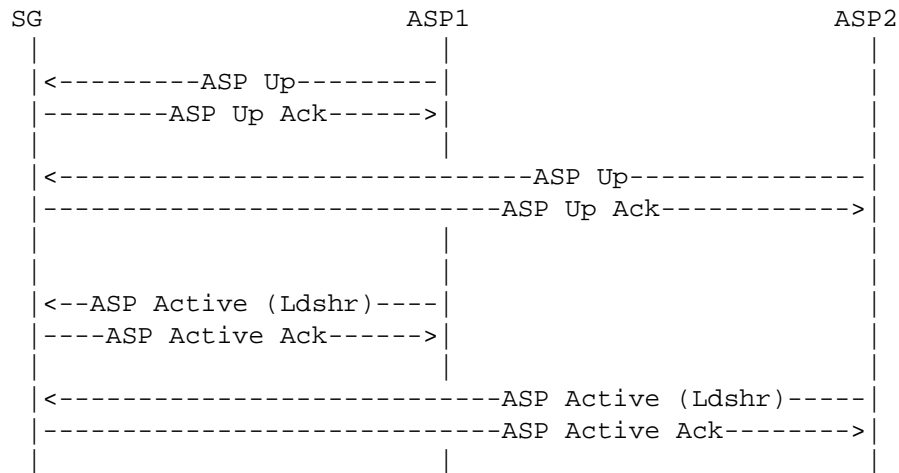 SG ASP1 ASP2
| | |
|<---------ASP Up---------| |
|--------ASP Up Ack------>| |
| | |
|<------------------------------ASP Up---------------|
|-----------------------------ASP Up Ack------------>|
| | |
| | |
|<--ASP Active (Ldshr)----| |
|----ASP Active Ack------>| |
| | |
|<----------------------------ASP Active (Ldshr)-----|
|-----------------------------ASP Active Ack-------->|
| | |